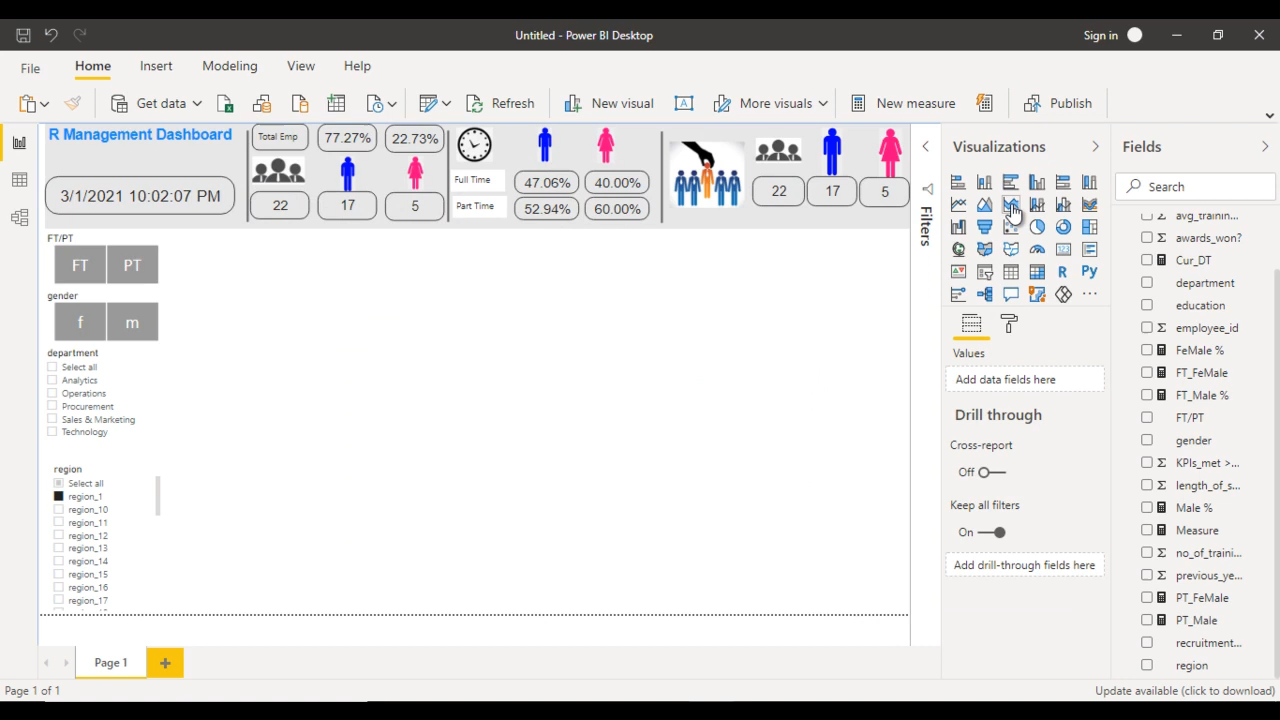 Untitled - Power BI Desktop
Sign in
File
Home
Insert
Modeling
View
Help
Get data
Refresh
New visual
More visuals
New measure
Publish
R Management Dashboard
3/1/2021 10:02:07 PM
Total Emp
77.27%
22.73%
22
17
5
Full Time
47.06%
40.00%
Part Time
52.94%
60.00%
22
17
5
FT/PT
FT
PT
gender
f
m
department
Select all
Analytics
Operations
Procurement
Sales & Marketing
Technology
region
Select all
region_1
region_10
region_11
region_12
region_13
region_14
region_15
region_16
region_17
Filters
Visualizations
R
Py
123
Values
Add data fields here
Drill through
Cross-report
Off
Keep all filters
On
Add drill-through fields here
Fields
Search
avg_trainin...
awards_won?
Cur_DT
department
education
employee_id
FeMale %
FT_FeMale
FT_Male %
FT/PT
gender
KPIs_met >...
length_of_s...
Male %
Measure
no_of_traini...
previous_ye...
PT_FeMale
PT_Male
recruitment...
region
Page 1
Page 1 of 1
Update available (click to download)